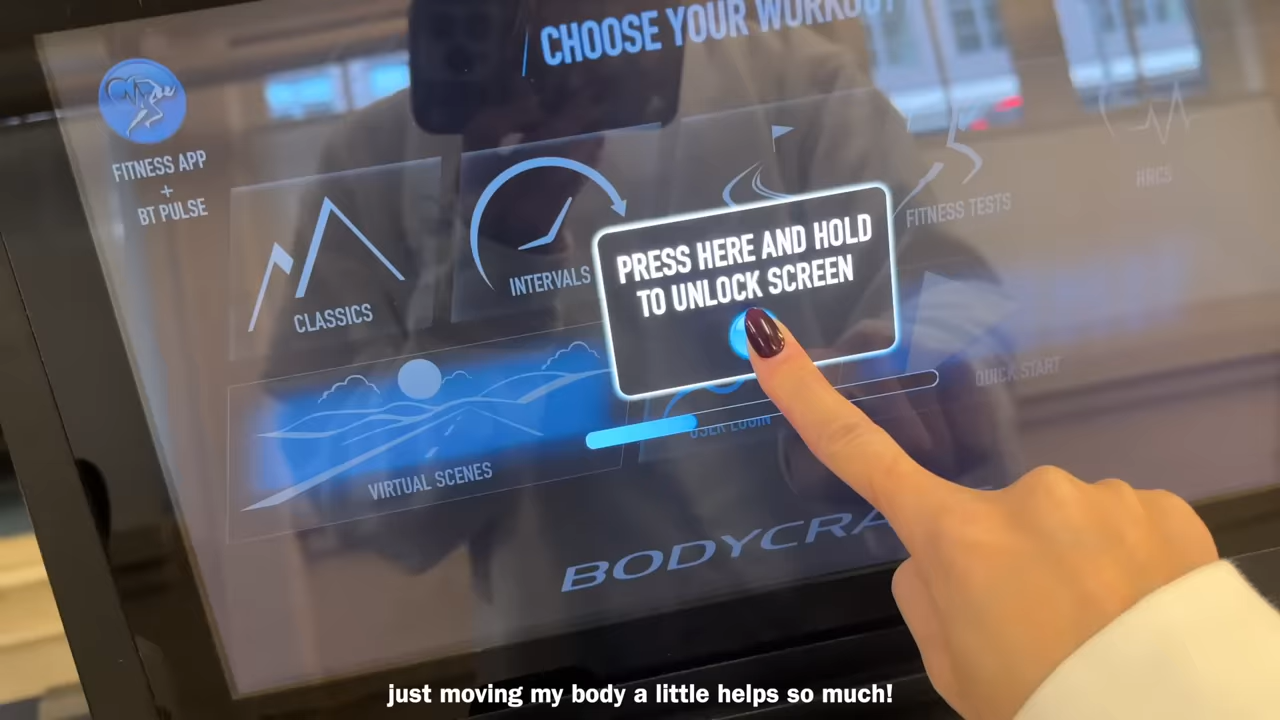 CHOOSE YOUR WORKOUT
FITNESS APP
+
BT PULSE
CLASSICS
INTERVALS
FITNESS TESTS
HRCS
PRESS HERE AND HOLD
TO UNLOCK SCREEN
VIRTUAL SCENES
USER LOGIN
QUICK START
BODYCRA
just moving my body a little helps so much!